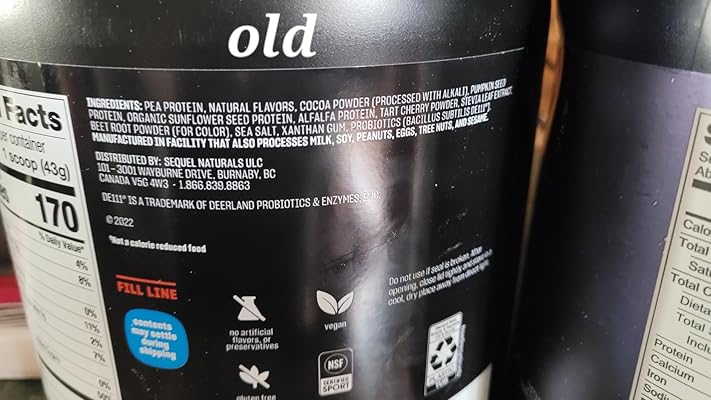 old
Facts
per container
1 scoop (43g)
170
% Daily Value*
4%
8%
0%
11%
2%
7%
0%
50%
INGREDIENTS: PEA PROTEIN, NATURAL FLAVORS, COCOA POWDER (PROCESSED WITH ALKALI), PUMPKIN SEED
PROTEIN, ORGANIC SUNFLOWER SEED PROTEIN, ALFALFA PROTEIN, TART CHERRY POWDER, STEVIA LEAF EXTRACT,
BEET ROOT POWDER (FOR COLOR), SEA SALT, XANTHAN GUM, PROBIOTICS (BACILLUS SUBTILIS DE111®)
MANUFACTURED IN FACILITY THAT ALSO PROCESSES MILK, SOY, PEANUTS, EGGS, TREE NUTS, AND SESAME.
DISTRIBUTED BY: SEQUEL NATURALS ULC
101 - 3001 WAYBURNE DRIVE, BURNABY, BC
CANADA V5G 4W3 - 1.866.839.8863
DE111® IS A TRADEMARK OF DEERLAND PROBIOTICS & ENZYMES, INC.
© 2022
*Not a calorie reduced food
FILL LINE
contents
may settle
during
shipping
no artificial
flavors, or
preservatives
vegan
gluten free
NSF
CERTIFIED
SPORT
Do not use if seal is broken. After
opening, close lid tightly and store in a
cool, dry place away from direct light.
Calo
Total
Satu
Total C
Dieta
Total S
Inclu
Protein
Calcium
Iron
Sodiu